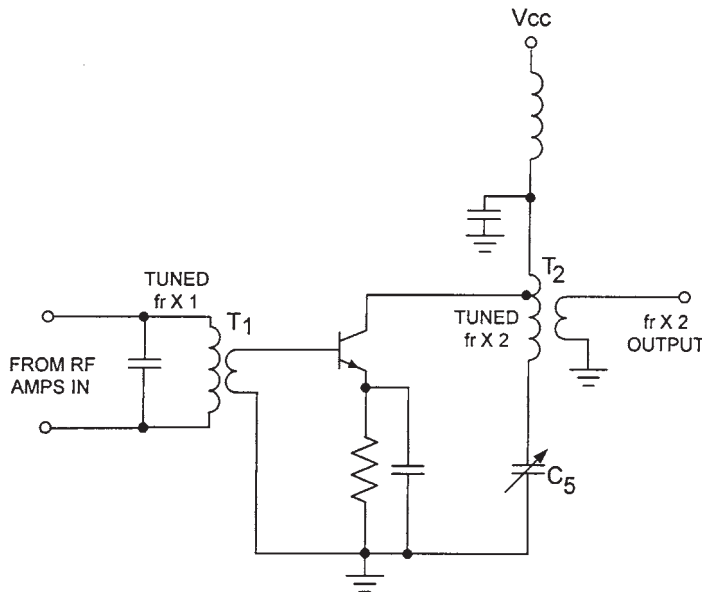 Vcc
TUNED
fr X 1
T1
T2
TUNED
fr X 2
FROM RF
AMPS IN
fr X 2
OUTPUT
C5